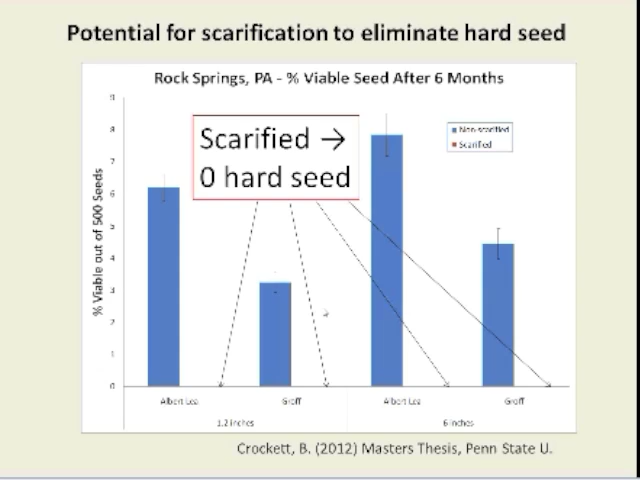 Potential for scarification to eliminate hard seed
Rock Springs, PA - % Viable Seed After 6 Months
Scarified →
0 hard seed
Non-scarified
Scarified
% Viable out of 500 Seeds
9
8
7
6
5
4
3
2
1
0
Albert Lea Groff Albert Lea Groff
1.2 inches 6 inches
Crockett, B. (2012) Masters Thesis, Penn State U.